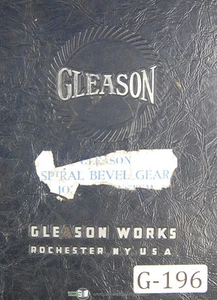 GLEASON
GLEASON
SPIRAL BEVEL GEAR
GLEASON WORKS
ROCHESTER NY USA
G-196